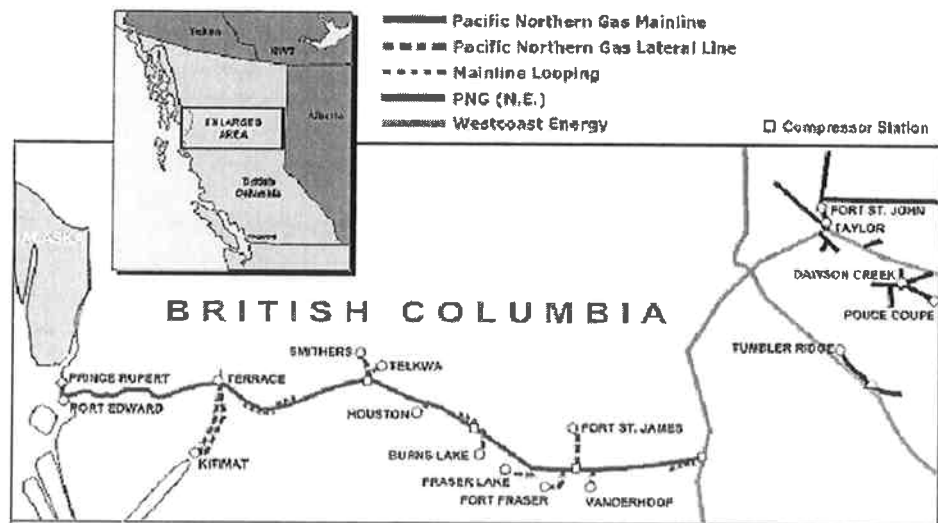 Pacific Northern Gas Mainline
Pacific Northern Gas Lateral Line
Mainline Looping
PNG (N.E.)
Westcoast Energy
Compressor Station
Yukon
NWT
Alberta
ENLARGED
AREA
British
Columbia
ALASKA
BRITISH COLUMBIA
FORT ST. JOHN
TAYLOR
DAWSON CREEK
POUCE COUPE
TUMBLER RIDGE
SMITHERS
TELKWA
PRINCE RUPERT
PORT EDWARD
TERRACE
HOUSTON
KITIMAT
BURNS LAKE
FORT ST. JAMES
FRASER LAKE
FORT FRASER
VANDERHOOF